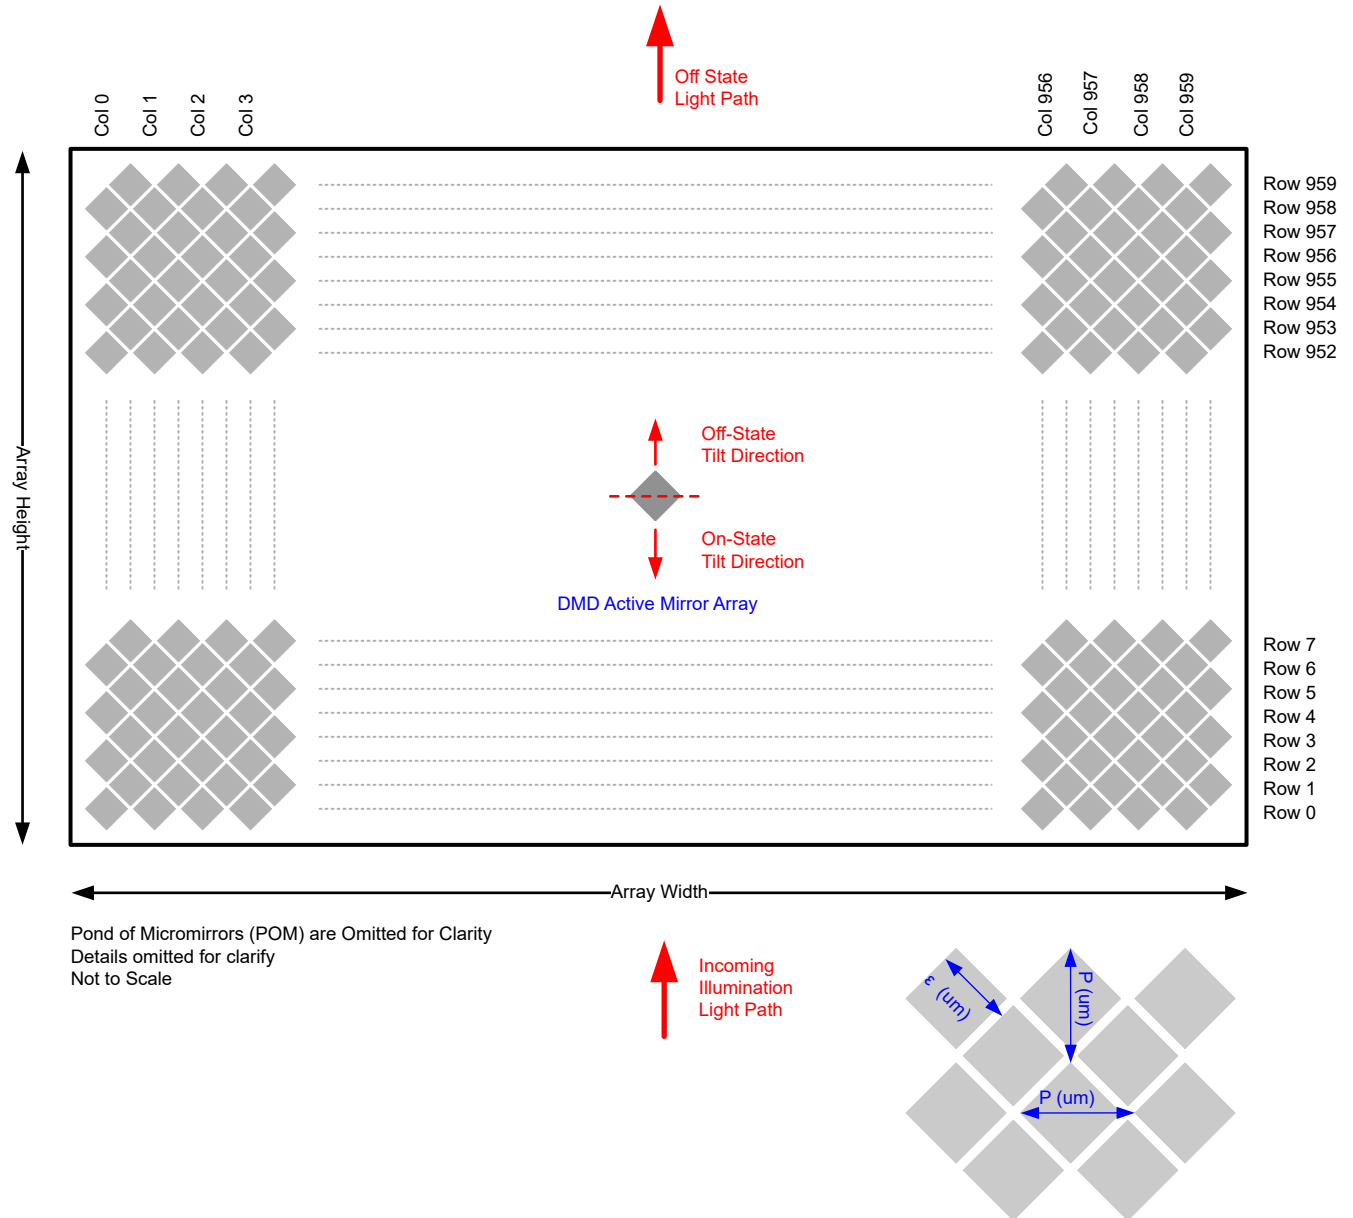 Off State
Light Path
Col 0
Col 1
Col 2
Col 3
Col 956
Col 957
Col 958
Col 959
Row 959
Row 958
Row 957
Row 956
Row 955
Row 954
Row 953
Row 952
Array Height
Off-State
Tilt Direction
On-State
Tilt Direction
DMD Active Mirror Array
Row 7
Row 6
Row 5
Row 4
Row 3
Row 2
Row 1
Row 0
Array Width
Pond of Micromirrors (POM) are Omitted for Clarity
Details omitted for clarify
Not to Scale
Incoming
Illumination
Light Path
ε (um)
P (um)
P (um)